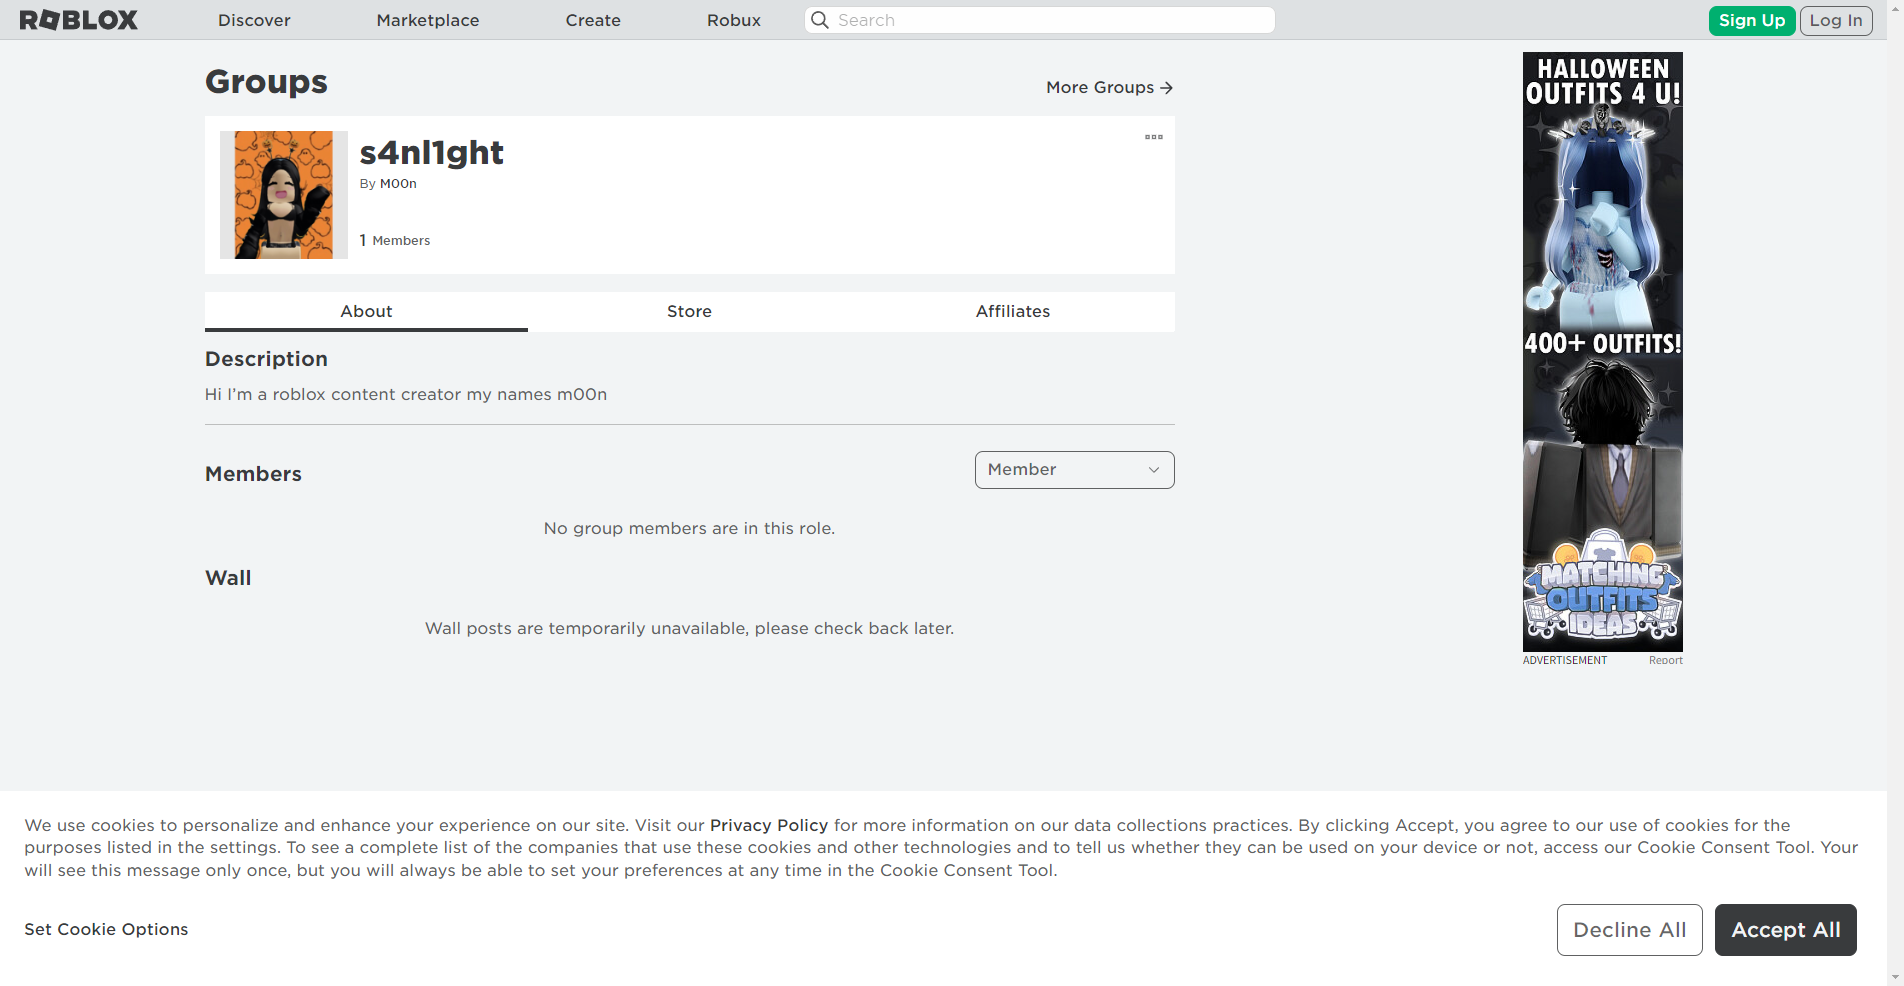 ROBLOX
Discover
Marketplace
Create
Robux
Search
Sign Up
Log In
Groups
More Groups
s4nl1ght
By M00n
1 Members
About
Store
Affiliates
Description
Hi I'm a roblox content creator my names m00n
Members
Member
No group members are in this role.
Wall
Wall posts are temporarily unavailable, please check back later.
HALLOWEEN
OUTFITS 4 U!
400+ OUTFITS!
MATCHING
OUTFITS
IDEAS
ADVERTISEMENT
Report
We use cookies to personalize and enhance your experience on our site. Visit our Privacy Policy for more information on our data collections practices. By clicking Accept, you agree to our use of cookies for the
purposes listed in the settings. To see a complete list of the companies that use these cookies and other technologies and to tell us whether they can be used on your device or not, access our Cookie Consent Tool. Your
will see this message only once, but you will always be able to set your preferences at any time in the Cookie Consent Tool.
Set Cookie Options
Decline All
Accept All